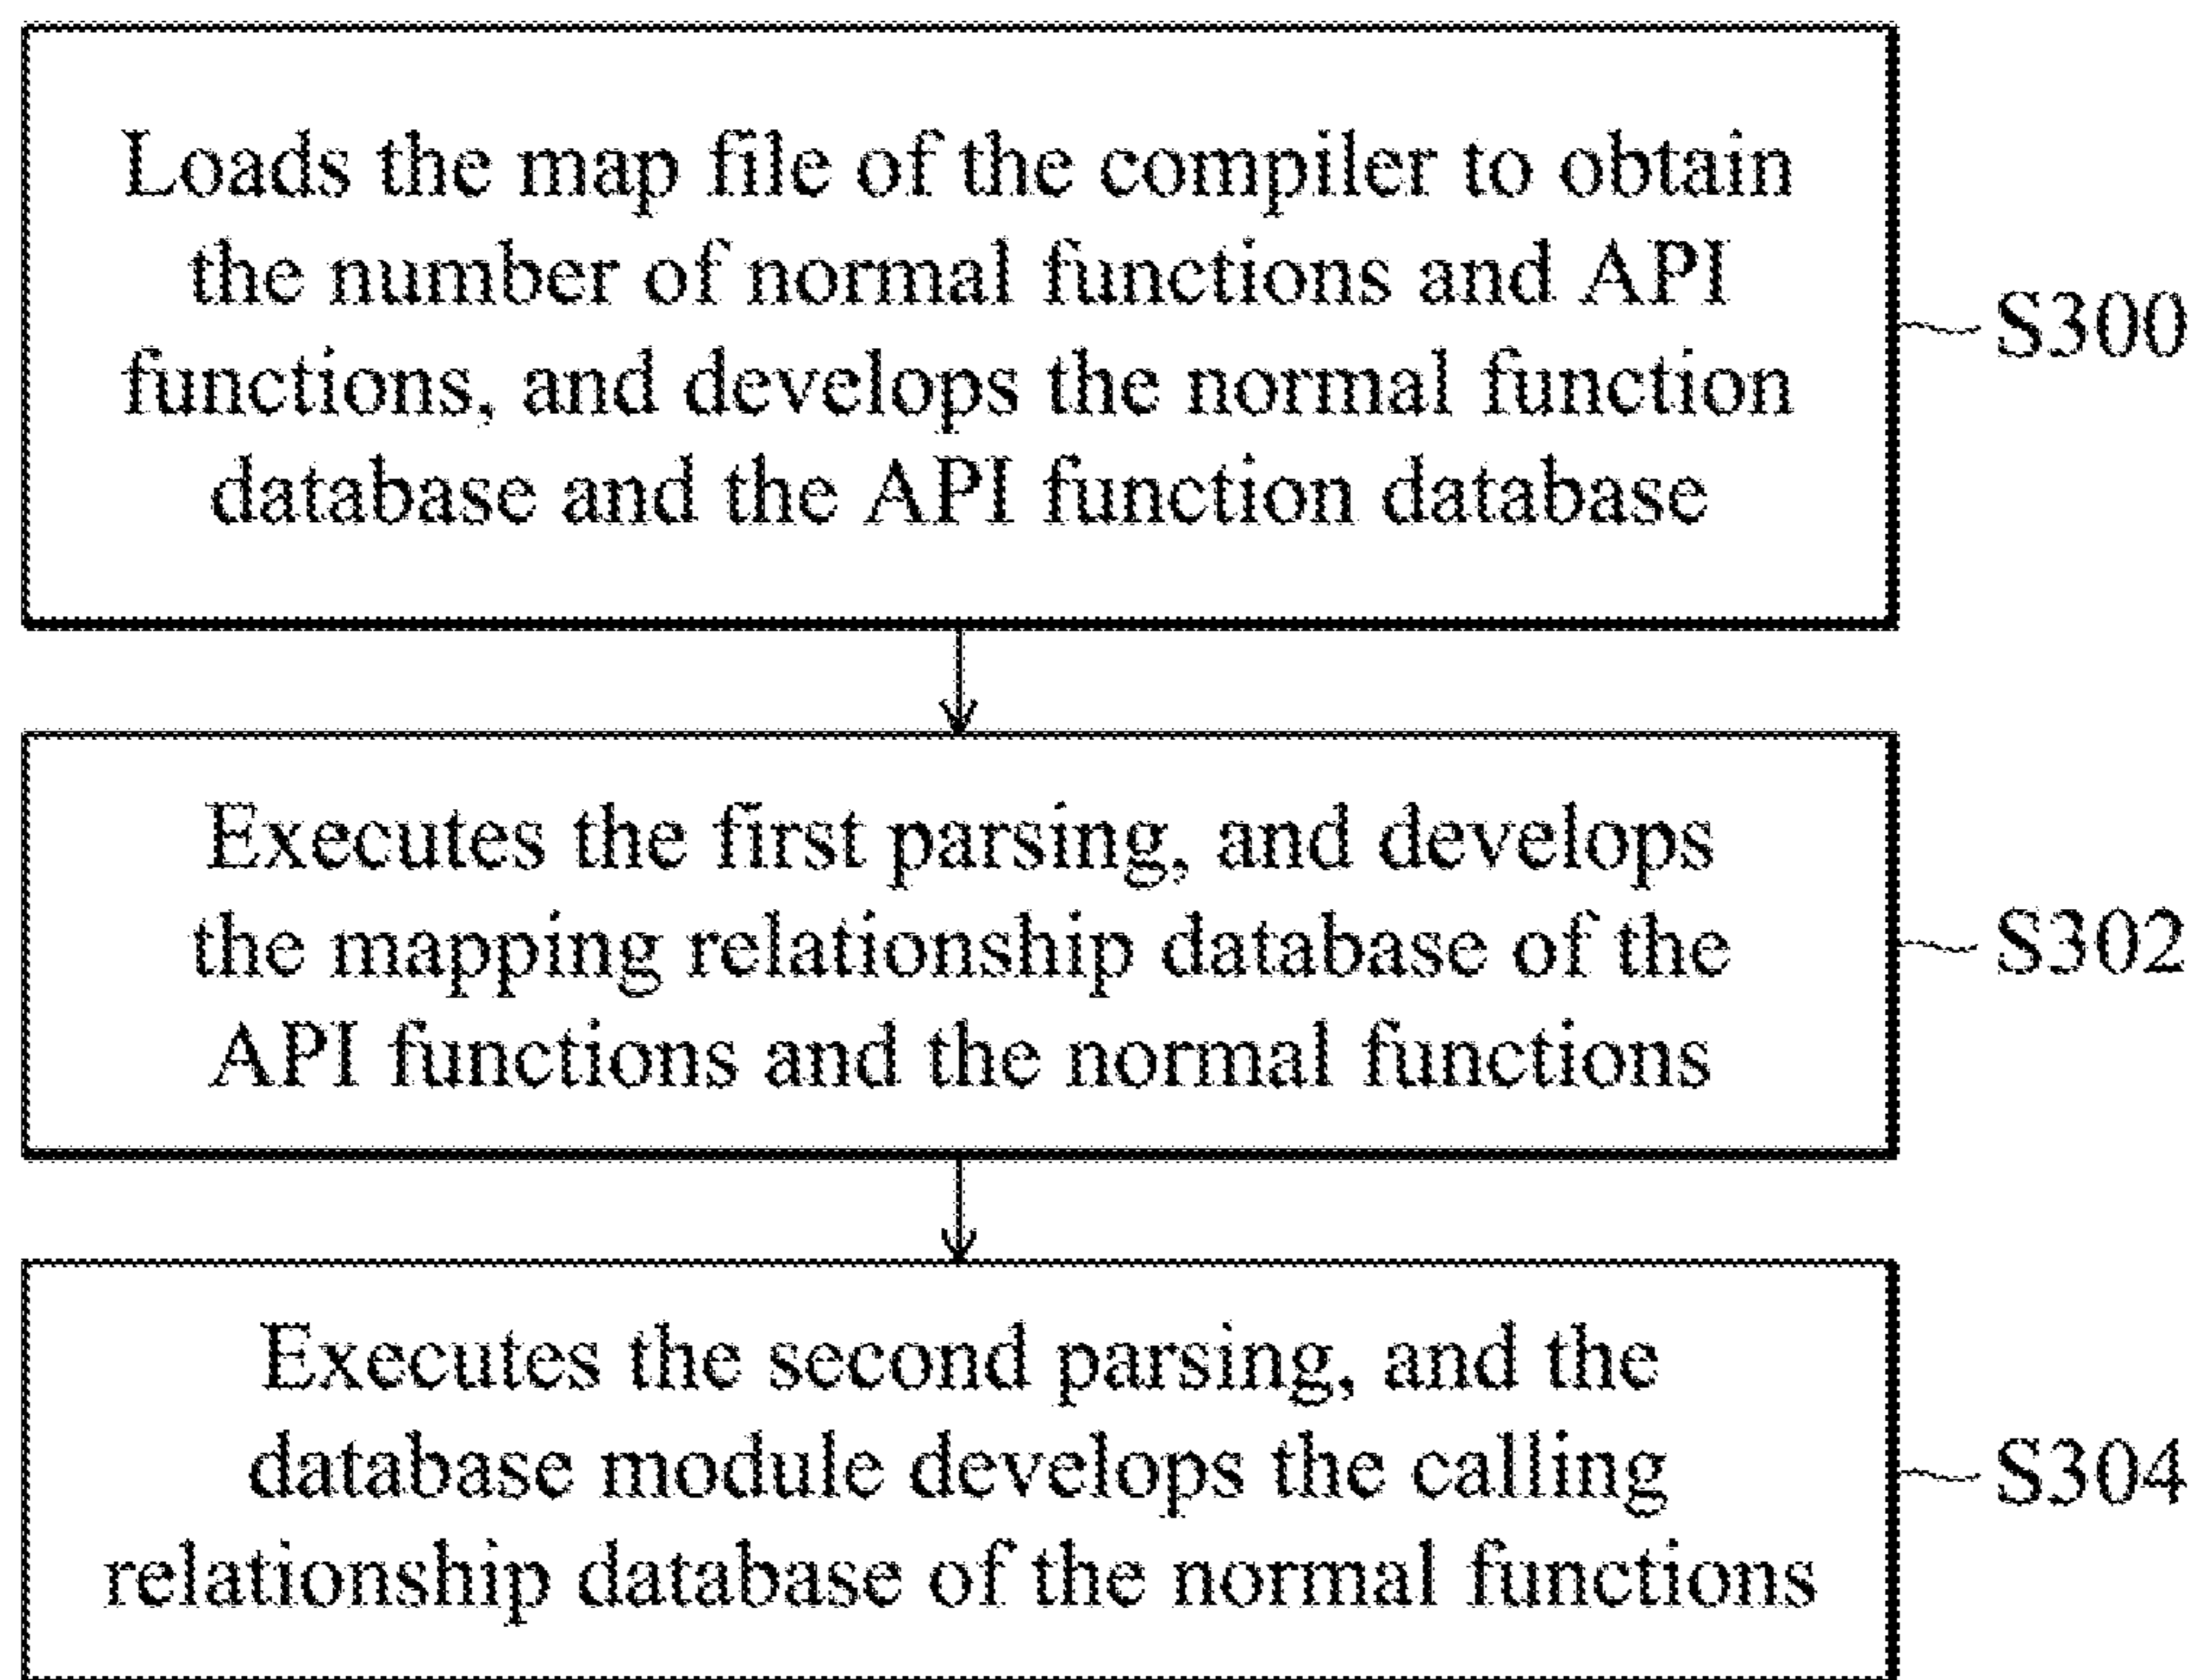 Loads the map file of the compiler to obtain
the number of normal functions and API
functions, and develops the normal function
database and the API function database
S300
Executes the first parsing, and develops
the mapping relationship database of the
API functions and the normal functions
S302
Executes the second parsing, and the
database module develops the calling
relationship database of the normal functions
S304